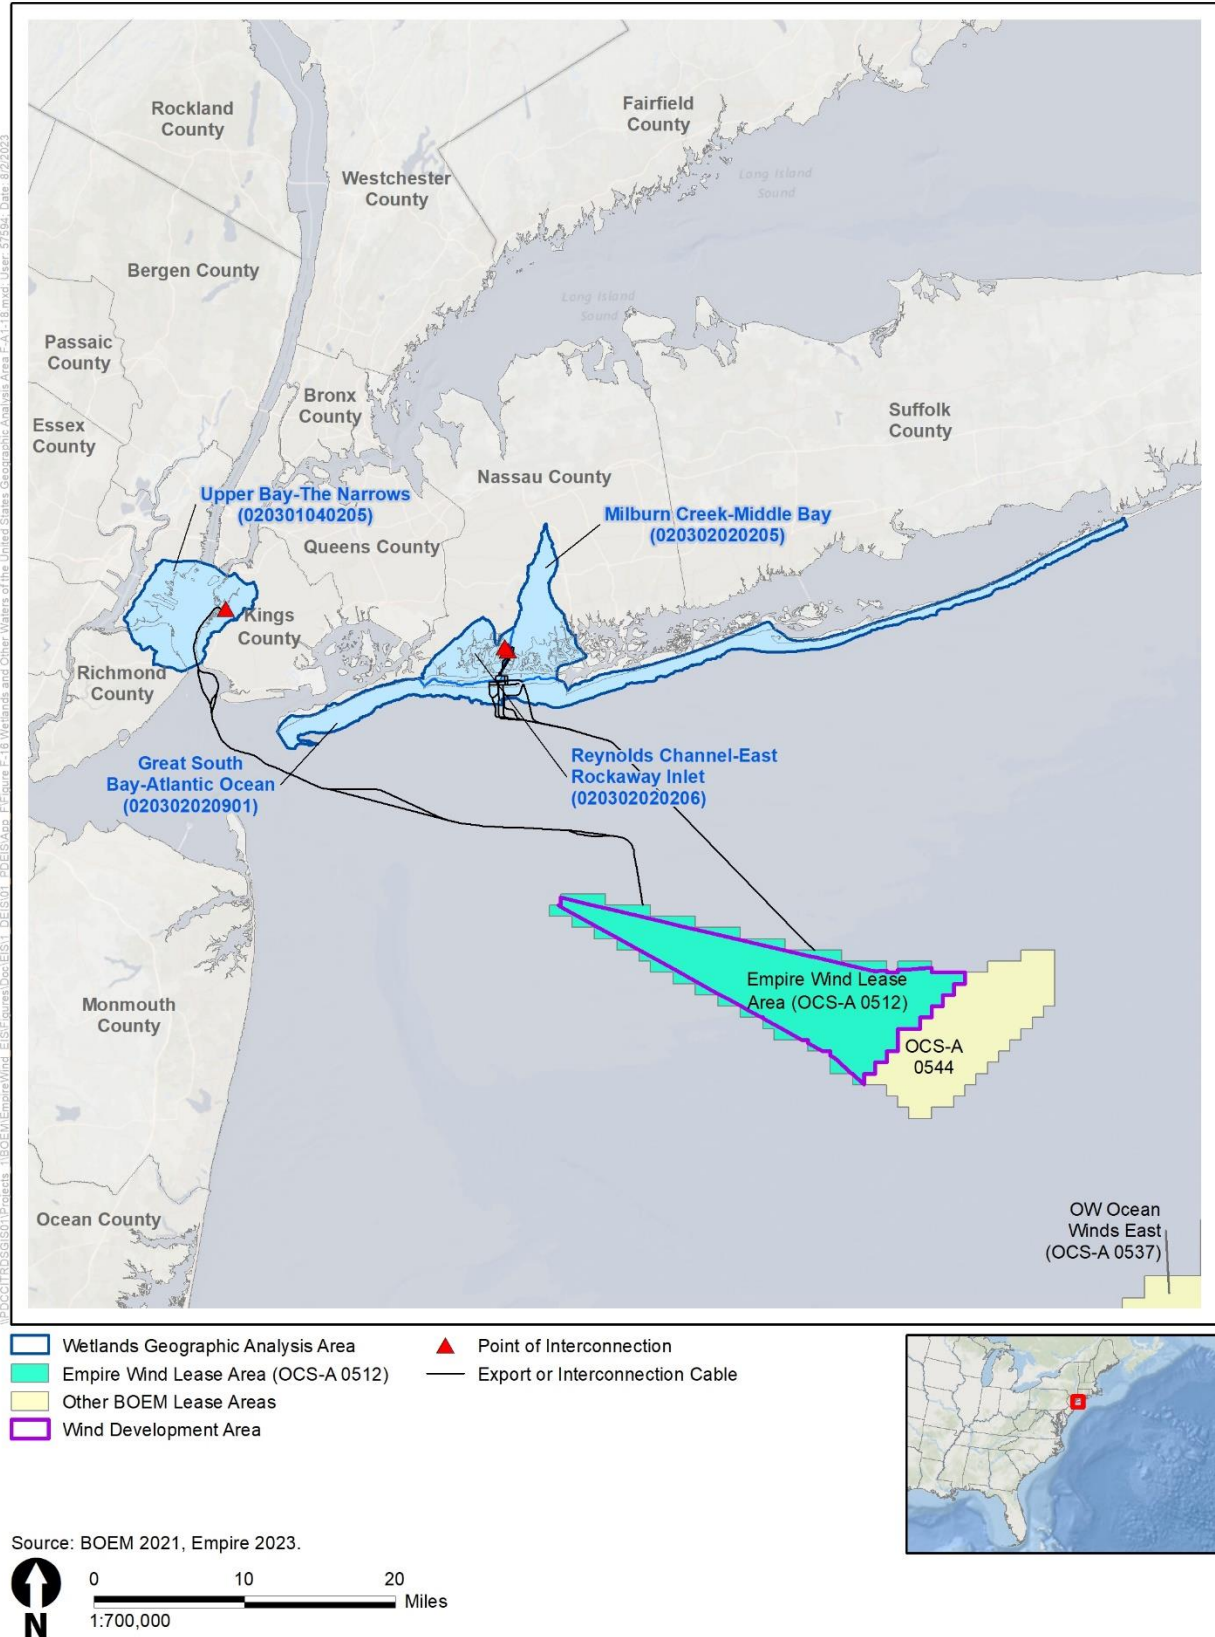 Rockland
County
Fairfield
County
Long Island
Sound
Westchester
County
Bergen County
Long Island
Sound
Passaic
County
Bronx
County
Essex
County
Suffolk
County
Nassau County
Upper Bay-The Narrows
(020301040205)
Milburn Creek-Middle Bay
(020302020205)
Queens County
Kings
County
Richmond
County
Great South
Bay-Atlantic Ocean
(020302020901)
Reynolds Channel-East
Rockaway Inlet
(020302020206)
Empire Wind Lease
Area (OCS-A 0512)
Monmouth
County
OCS-A
0544
Ocean County
OW Ocean
Winds East
(OCS-A 0537)
Wetlands Geographic Analysis Area
Empire Wind Lease Area (OCS-A 0512)
Other BOEM Lease Areas
Wind Development Area
Point of Interconnection
Export or Interconnection Cable
Source: BOEM 2021, Empire 2023.
0 10 20
Miles
1:700,000
N